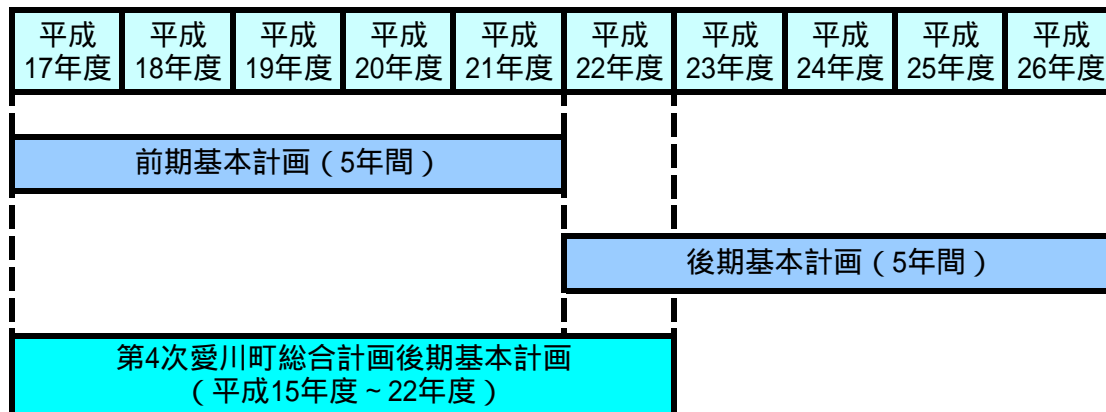 平成 平成 平成 平成 平成 平成 平成 平成 平成 平成
17年度 18年度 19年度 20年度 21年度 22年度 23年度 24年度 25年度 26年度
前期基本計画（5年間）
後期基本計画（5年間）
第4次愛川町総合計画後期基本計画
（平成15年度～22年度）